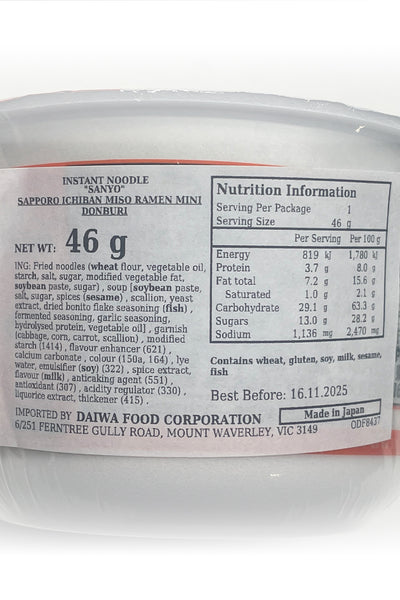 INSTANT NOODLE
"SANYO"
SAPPORO ICHIBAN MISO RAMEN MINI
DONBURI
NET WT: 46 g
ING: Fried noodles (wheat flour, vegetable oil,
starch, salt, sugar, modified vegetable fat,
soybean paste, sugar) , soup [soybean paste,
salt, sugar, spices (sesame) , scallion, yeast
extract, dried bonito flake seasoning (fish) ,
fermented seasoning, garlic seasoning,
hydrolysed protein, vegetable oil] , garnish
(cabbage, corn, carrot, scallion) , modified
starch (1414) , flavour enhancer (621) ,
calcium carbonate , colour (150a, 164) , lye
water, emulsifier (soy) (322) , spice extract,
flavour (milk) , anticaking agent (551) ,
antioxidant (307) , acidity regulator (330) ,
liquorice extract, thickener (415) .
IMPORTED BY DAIWA FOOD CORPORATION
6/251 FERNTREE GULLY ROAD, MOUNT WAVERLEY, VIC 3149
Nutrition Information
Serving Per Package 1
Serving Size 46 g
Per Serving Per 100 g
Energy 819 kJ 1,780 kJ
Protein 3.7 g 8.0 g
Fat total 7.2 g 15.6 g
Saturated 1.0 g 2.1 g
Carbohydrate 29.1 g 63.3 g
Sugars 13.0 g 28.2 g
Sodium 1,136 mg 2,470 mg
Contains wheat, gluten, soy, milk, sesame,
fish
Best Before: 16.11.2025
Made in Japan
ODF8437